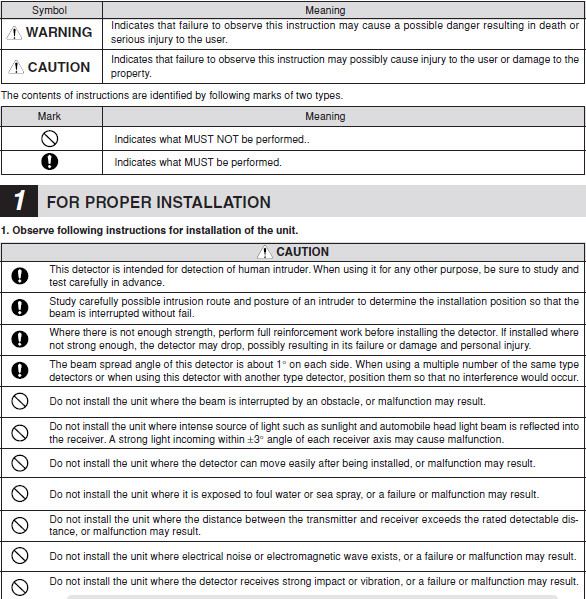 Symbol Meaning
WARNING Indicates that failure to observe this instruction may cause a possible danger resulting in death or
serious injury to the user.
CAUTION Indicates that failure to observe this instruction may possibly cause injury to the user or damage to the
property.
The contents of instructions are identified by following marks of two types.
Mark Meaning
Indicates what MUST NOT be performed..
Indicates what MUST be performed.
1 FOR PROPER INSTALLATION
1. Observe following instructions for installation of the unit.
CAUTION
This detector is intended for detection of human intruder. When using it for any other purpose, be sure to study and
test carefully in advance.
Study carefully possible intrusion route and posture of an intruder to determine the installation position so that the
beam is interrupted without fail.
Where there is not enough strength, perform full reinforcement work before installing the detector. If installed where
not strong enough, the detector may drop, possibly resulting in its failure or damage and personal injury.
The beam spread angle of this detector is about 1° on each side. When using a multiple number of the same type
detectors or when using this detector with another type detector, position them so that no interference would occur.
Do not install the unit where the beam is interrupted by an obstacle, or malfunction may result.
Do not install the unit where intense source of light such as sunlight and automobile head light beam is reflected into
the receiver. A strong light incoming within ±3° angle of each receiver axis may cause malfunction.
Do not install the unit where the detector can move easily after being installed, or malfunction may result.
Do not install the unit where it is exposed to foul water or sea spray, or a failure or malfunction may result.
Do not install the unit where the distance between the transmitter and receiver exceeds the rated detectable dis-
tance, or malfunction may result.
Do not install the unit where electrical noise or electromagnetic wave exists, or a failure or malfunction may result.
Do not install the unit where the detector receives strong impact or vibration, or a failure or malfunction may result.